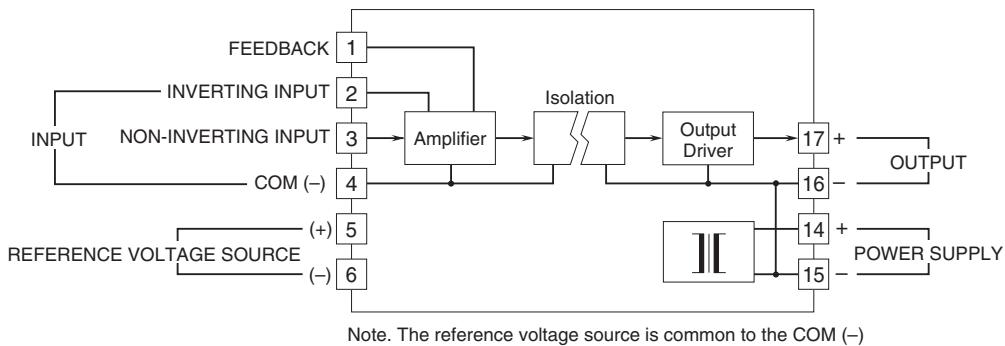 FEEDBACK
1
INVERTING INPUT
2
Isolation
INPUT
NON-INVERTING INPUT
3
Amplifier
Output
Driver
17
+
OUTPUT
COM (–)
4
16
–
(+)
5
14
+
REFERENCE VOLTAGE SOURCE
POWER SUPPLY
(–)
6
15
–
Note. The reference voltage source is common to the COM (–)